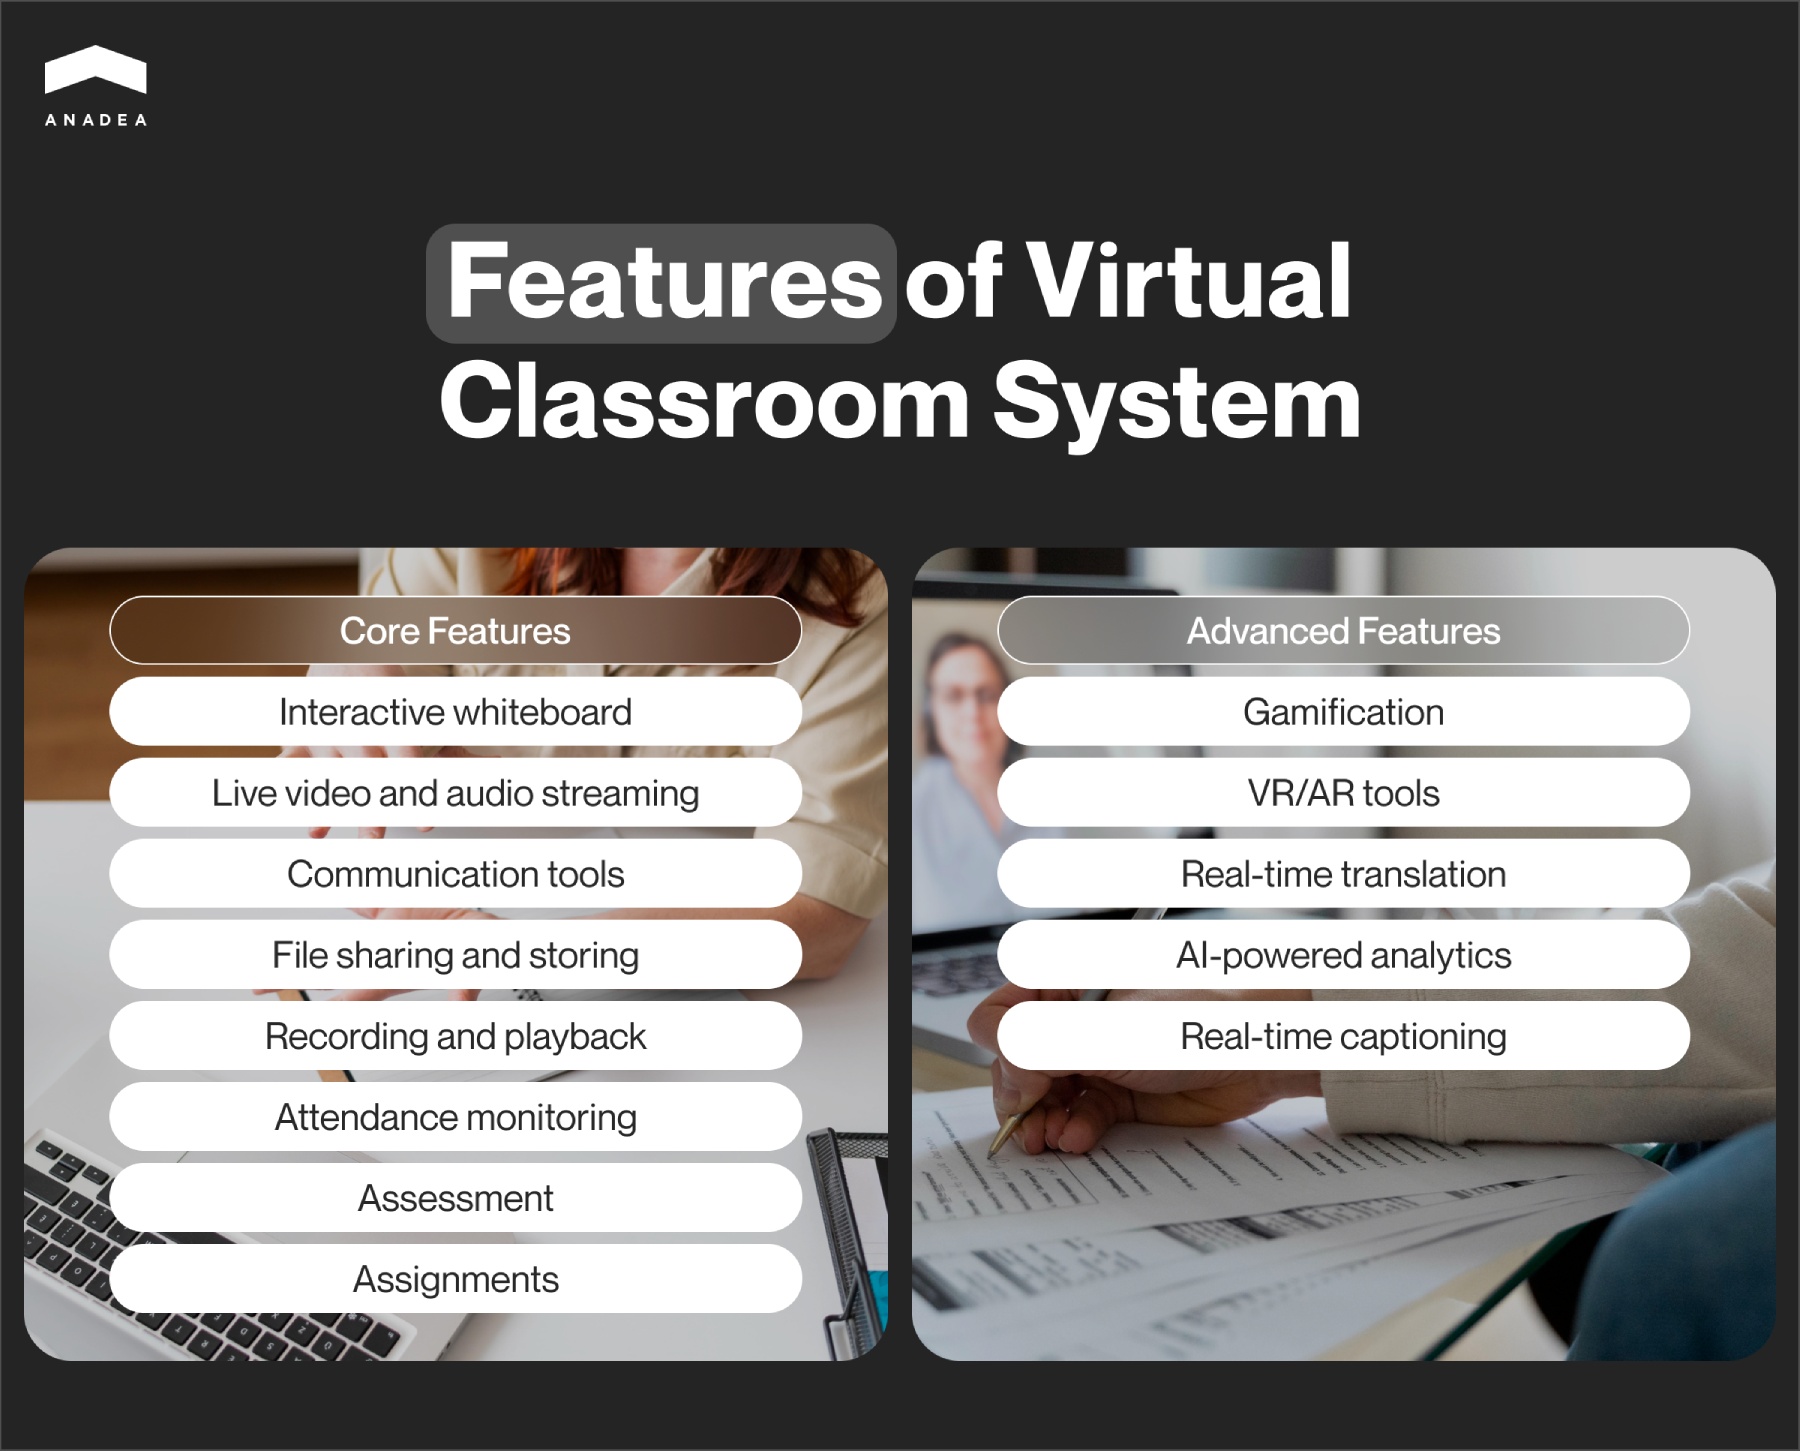 ANADEA
Features of Virtual
Classroom System
Core Features
Interactive whiteboard
Live video and audio streaming
Communication tools
File sharing and storing
Recording and playback
Attendance monitoring
Assessment
Assignments
Advanced Features
Gamification
VR/AR tools
Real-time translation
AI-powered analytics
Real-time captioning